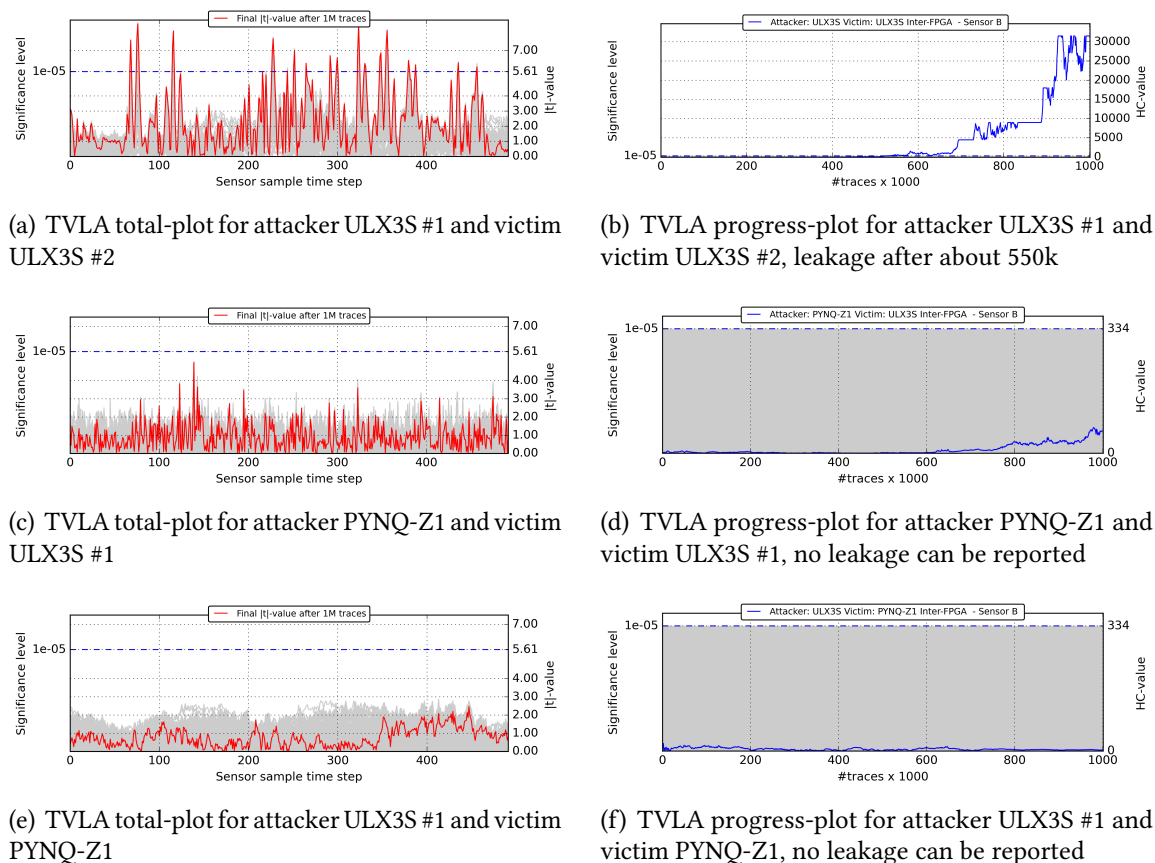 Final |t|-value after 1M traces
Significance level
1e-05
7.00
5.61
4.00
3.00
2.00
1.00
0.00
|t|-value
0 100 200 300 400
Sensor sample time step
(a) TVLA total-plot for attacker ULX3S #1 and victim
ULX3S #2
Attacker: ULX3S Victim: ULX3S Inter-FPGA - Sensor B
Significance level
1e-05
30000
25000
20000
15000
10000
5000
0
HC-value
0 200 400 600 800 1000
#traces x 1000
(b) TVLA progress-plot for attacker ULX3S #1 and
victim ULX3S #2, leakage after about 550k
Final |t|-value after 1M traces
Significance level
1e-05
7.00
5.61
4.00
3.00
2.00
1.00
0.00
|t|-value
0 100 200 300 400
Sensor sample time step
(c) TVLA total-plot for attacker PYNQ-Z1 and victim
ULX3S #1
Attacker: PYNQ-Z1 Victim: ULX3S Inter-FPGA - Sensor B
Significance level
1e-05
334
0
HC-value
0 200 400 600 800 1000
#traces x 1000
(d) TVLA progress-plot for attacker PYNQ-Z1 and
victim ULX3S #1, no leakage can be reported
Final |t|-value after 1M traces
Significance level
1e-05
7.00
5.61
4.00
3.00
2.00
1.00
0.00
|t|-value
0 100 200 300 400
Sensor sample time step
(e) TVLA total-plot for attacker ULX3S #1 and victim
PYNQ-Z1
Attacker: ULX3S Victim: PYNQ-Z1 Inter-FPGA - Sensor B
Significance level
1e-05
334
0
HC-value
0 200 400 600 800 1000
#traces x 1000
(f) TVLA progress-plot for attacker ULX3S #1 and
victim PYNQ-Z1, no leakage can be reported